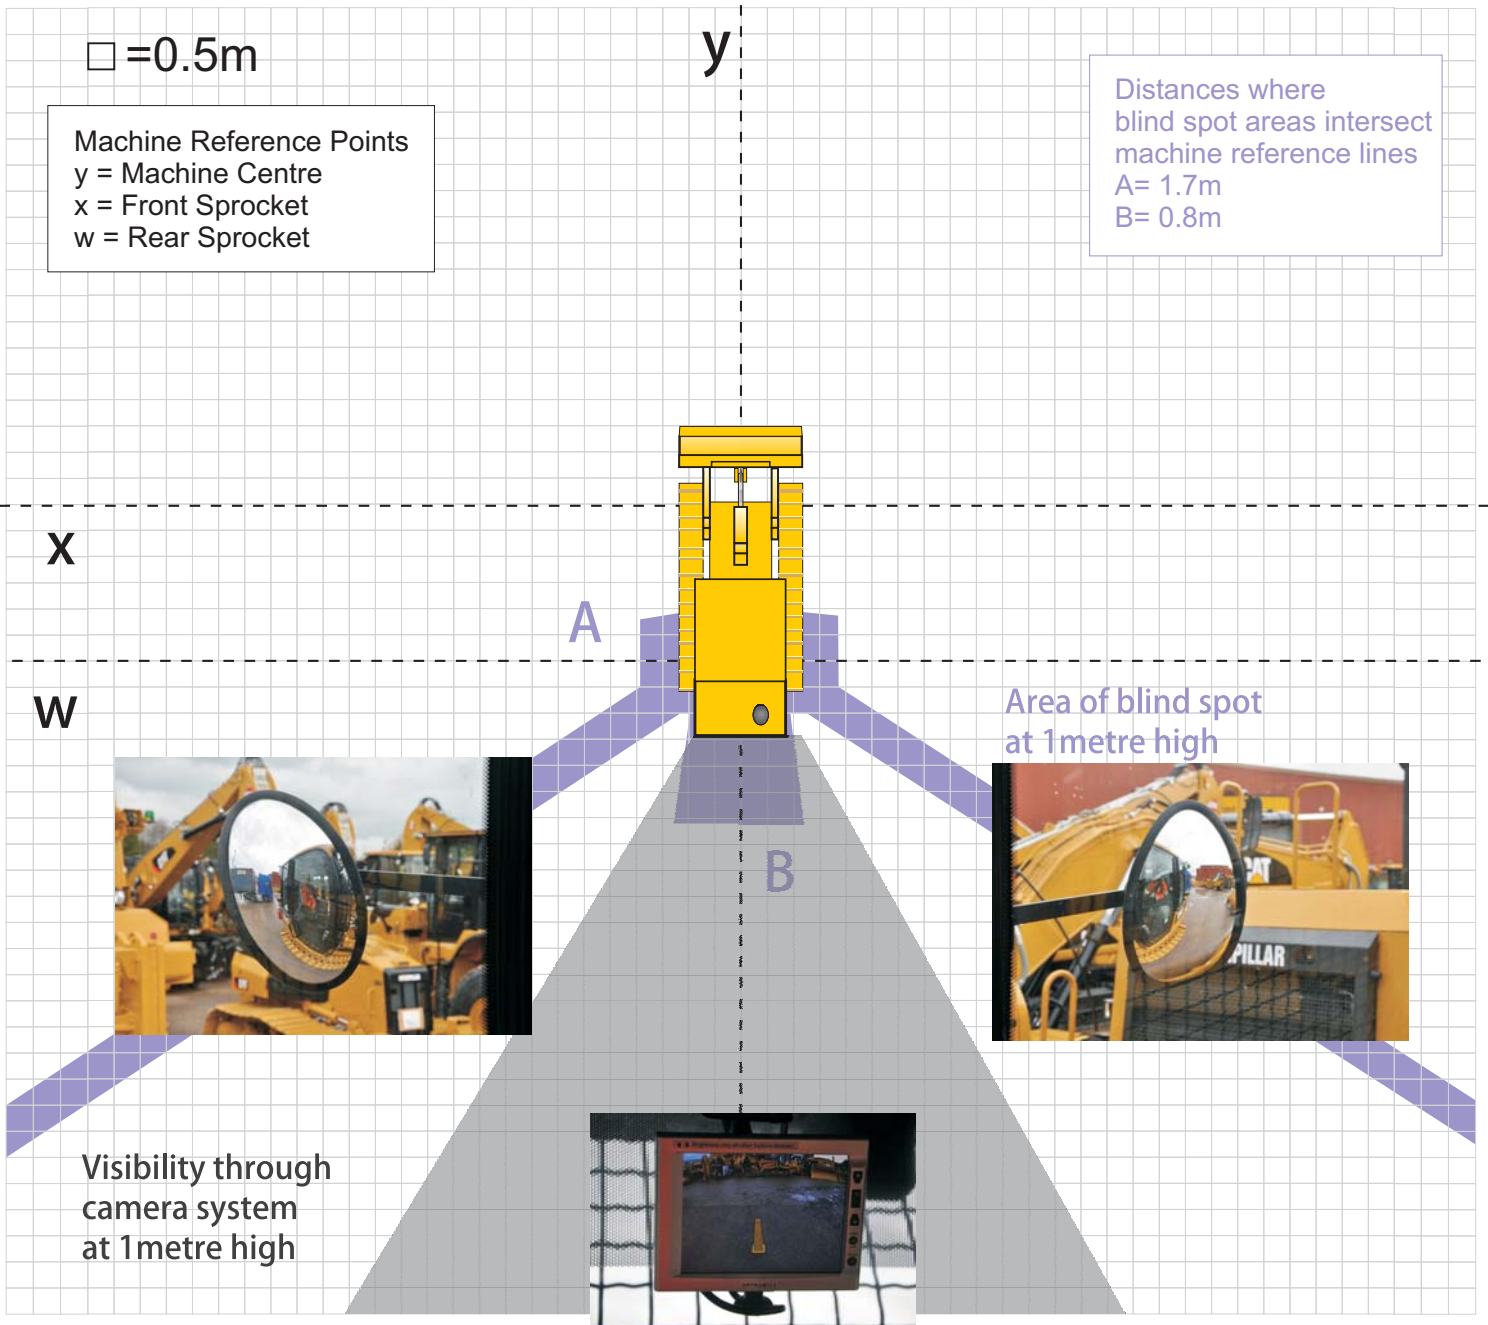 □ =0.5m
Machine Reference Points
y = Machine Centre
x = Front Sprocket
w = Rear Sprocket
y
Distances where
blind spot areas intersect
machine reference lines
A= 1.7m
B= 0.8m
x
A
w
Area of blind spot
at 1metre high
B
CAT
PILLAR
Visibility through
camera system
at 1metre high